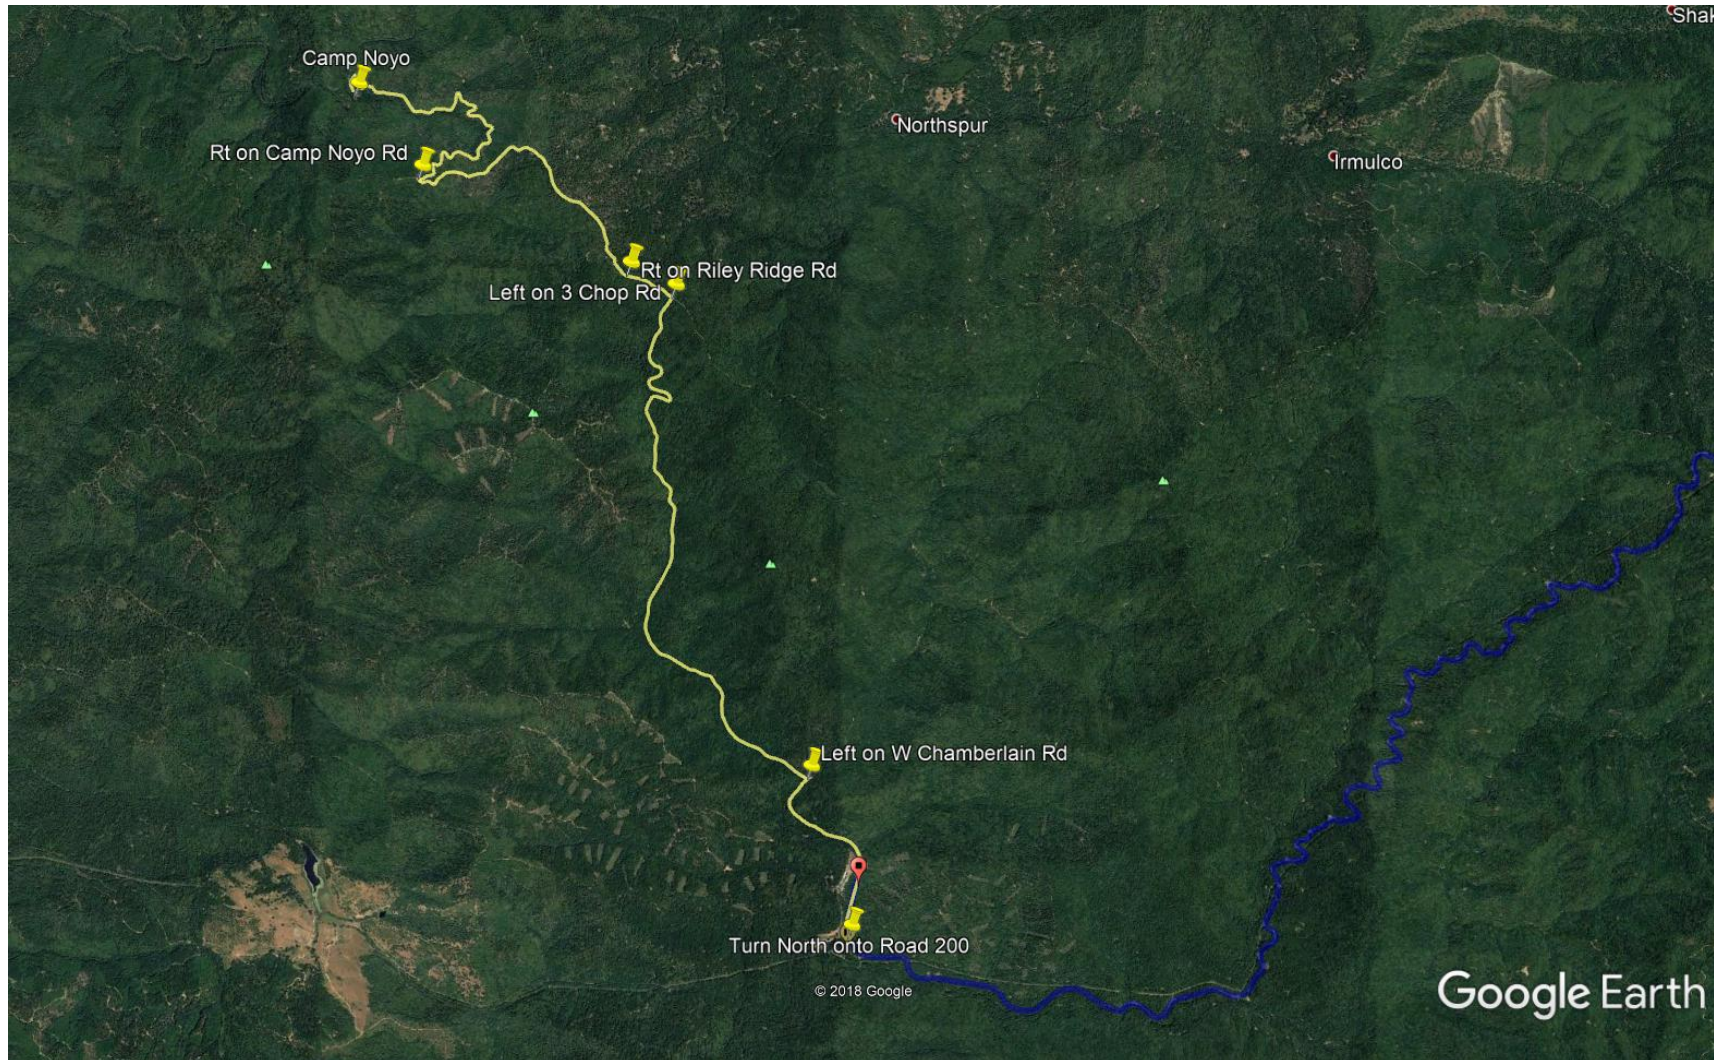 Shak
Camp Noyo
Northspur
Rt on Camp Noyo Rd
Irmulco
Rt on Riley Ridge Rd
Left on 3 Chop Rd
Left on W Chamberlain Rd
Turn North onto Road 200
© 2018 Google
Google Earth